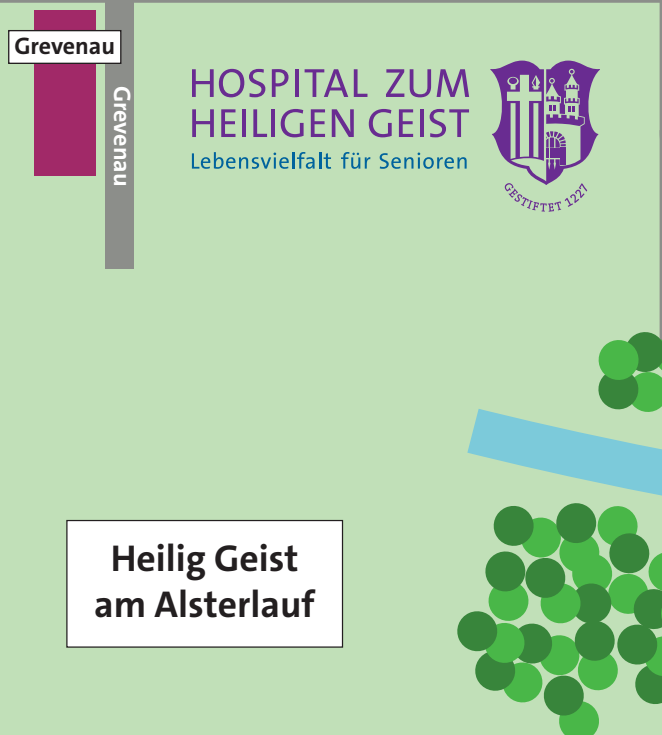 Grevenau
Grevenau
HOSPITAL ZUM
HEILIGEN GEIST
Lebensvielfalt für Senioren
GESTIFTET 1227
Heilig Geist
am Alsterlauf